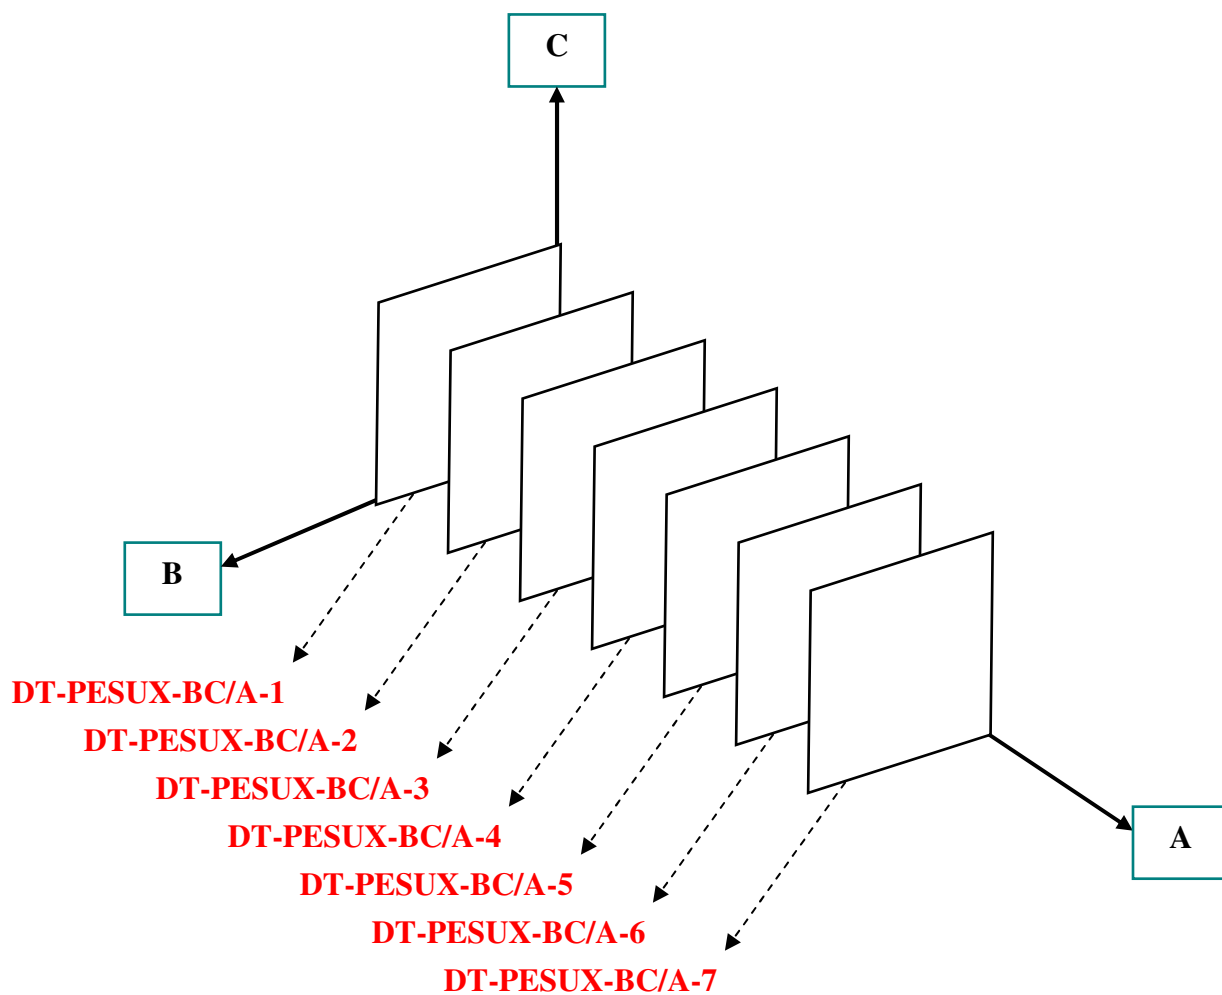 C
B
DT-PESUX-BC/A-1
DT-PESUX-BC/A-2
DT-PESUX-BC/A-3
DT-PESUX-BC/A-4
A
DT-PESUX-BC/A-5
DT-PESUX-BC/A-6
DT-PESUX-BC/A-7